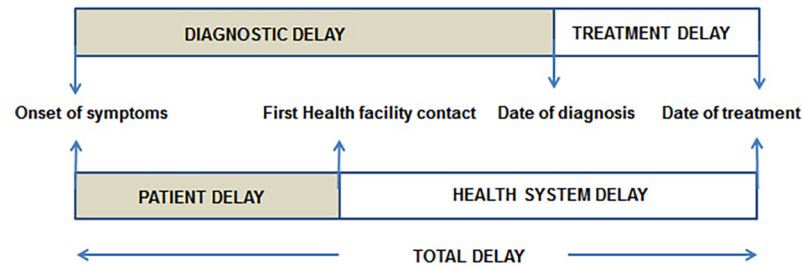 DIAGNOSTIC DELAY TREATMENT DELAY
Onset of symptoms First Health facility contact Date of diagnosis Date of treatment
PATIENT DELAY HEALTH SYSTEM DELAY
TOTAL DELAY